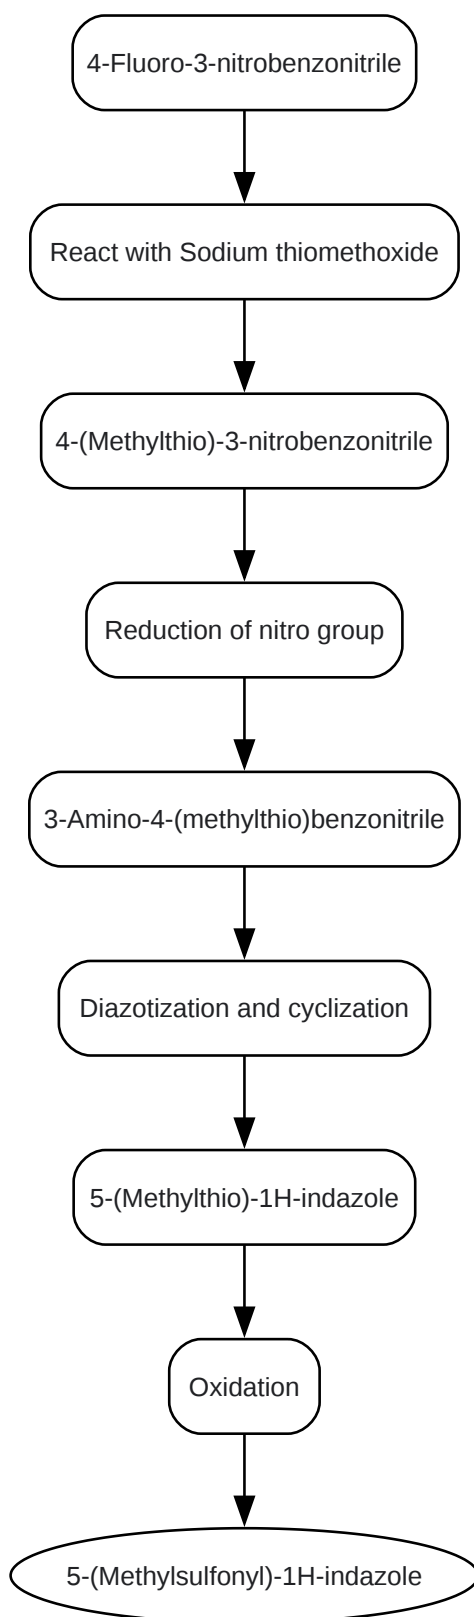 4-Fluoro-3-nitrobenzonitrile
React with Sodium thiomethoxide
4-(Methylthio)-3-nitrobenzonitrile
Reduction of nitro group
3-Amino-4-(methylthio)benzonitrile
Diazotization and cyclization
5-(Methylthio)-1H-indazole
Oxidation
5-(Methylsulfonyl)-1H-indazole